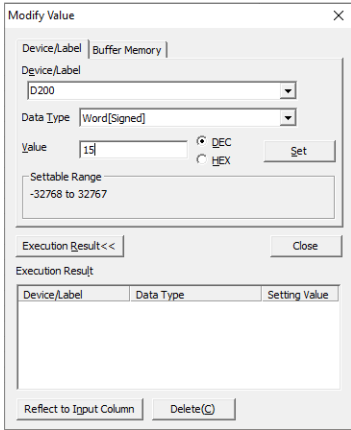 Modify Value
Device/Label Buffer Memory
Device/Label
D200
Data Type Word[Signed]
Value 15 DEC
HEX
Set
Settable Range
-32768 to 32767
Execution Result<< Close
Execution Result
Device/Label Data Type Setting Value
Reflect to Input Column Delete(C)